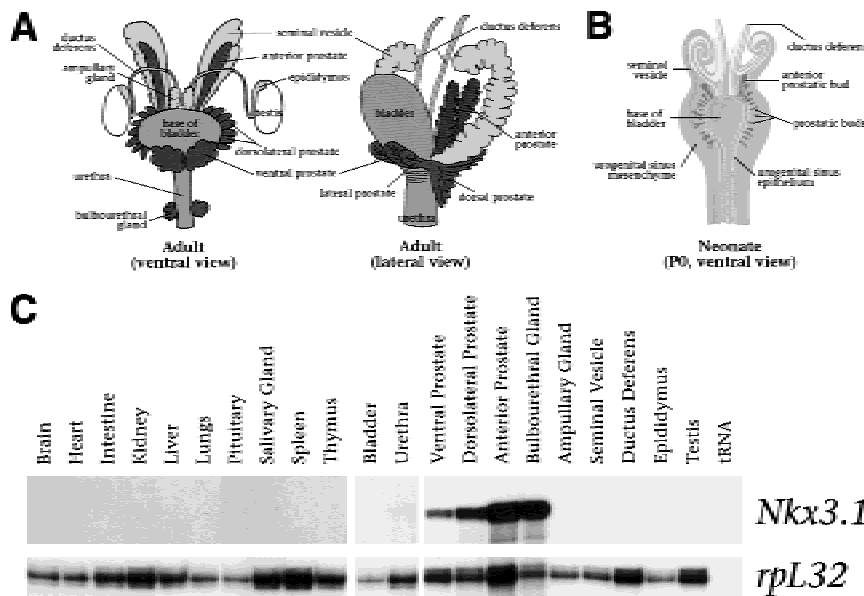 A
ductus
deferens
ampullary
gland
seminal vesicle
anterior prostate
epididymus
testis
base of
bladder
dorsolateral prostate
ventral prostate
urethra
bulbourethral
gland
Adult
(ventral view)
ductus deferens
bladder
anterior
prostate
lateral prostate
dorsal prostate
urethra
Adult
(lateral view)
B
ductus deferens
seminal
vesicle
anterior
prostatic bud
base of
bladder
prostatic buds
urogenital sinus
mesenchyme
urogenital sinus
epithelium
Neonate
(P0, ventral view)
C
Brain
Heart
Intestine
Kidney
Liver
Lungs
Pituitary
Salivary Gland
Spleen
Thymus
Bladder
Urethra
Ventral Prostate
Dorsolateral Prostate
Anterior Prostate
Bulbourethral Gland
Ampullary Gland
Seminal Vesicle
Ductus Deferens
Epididymus
Testis
tRNA
Nkx3.1
rpL32